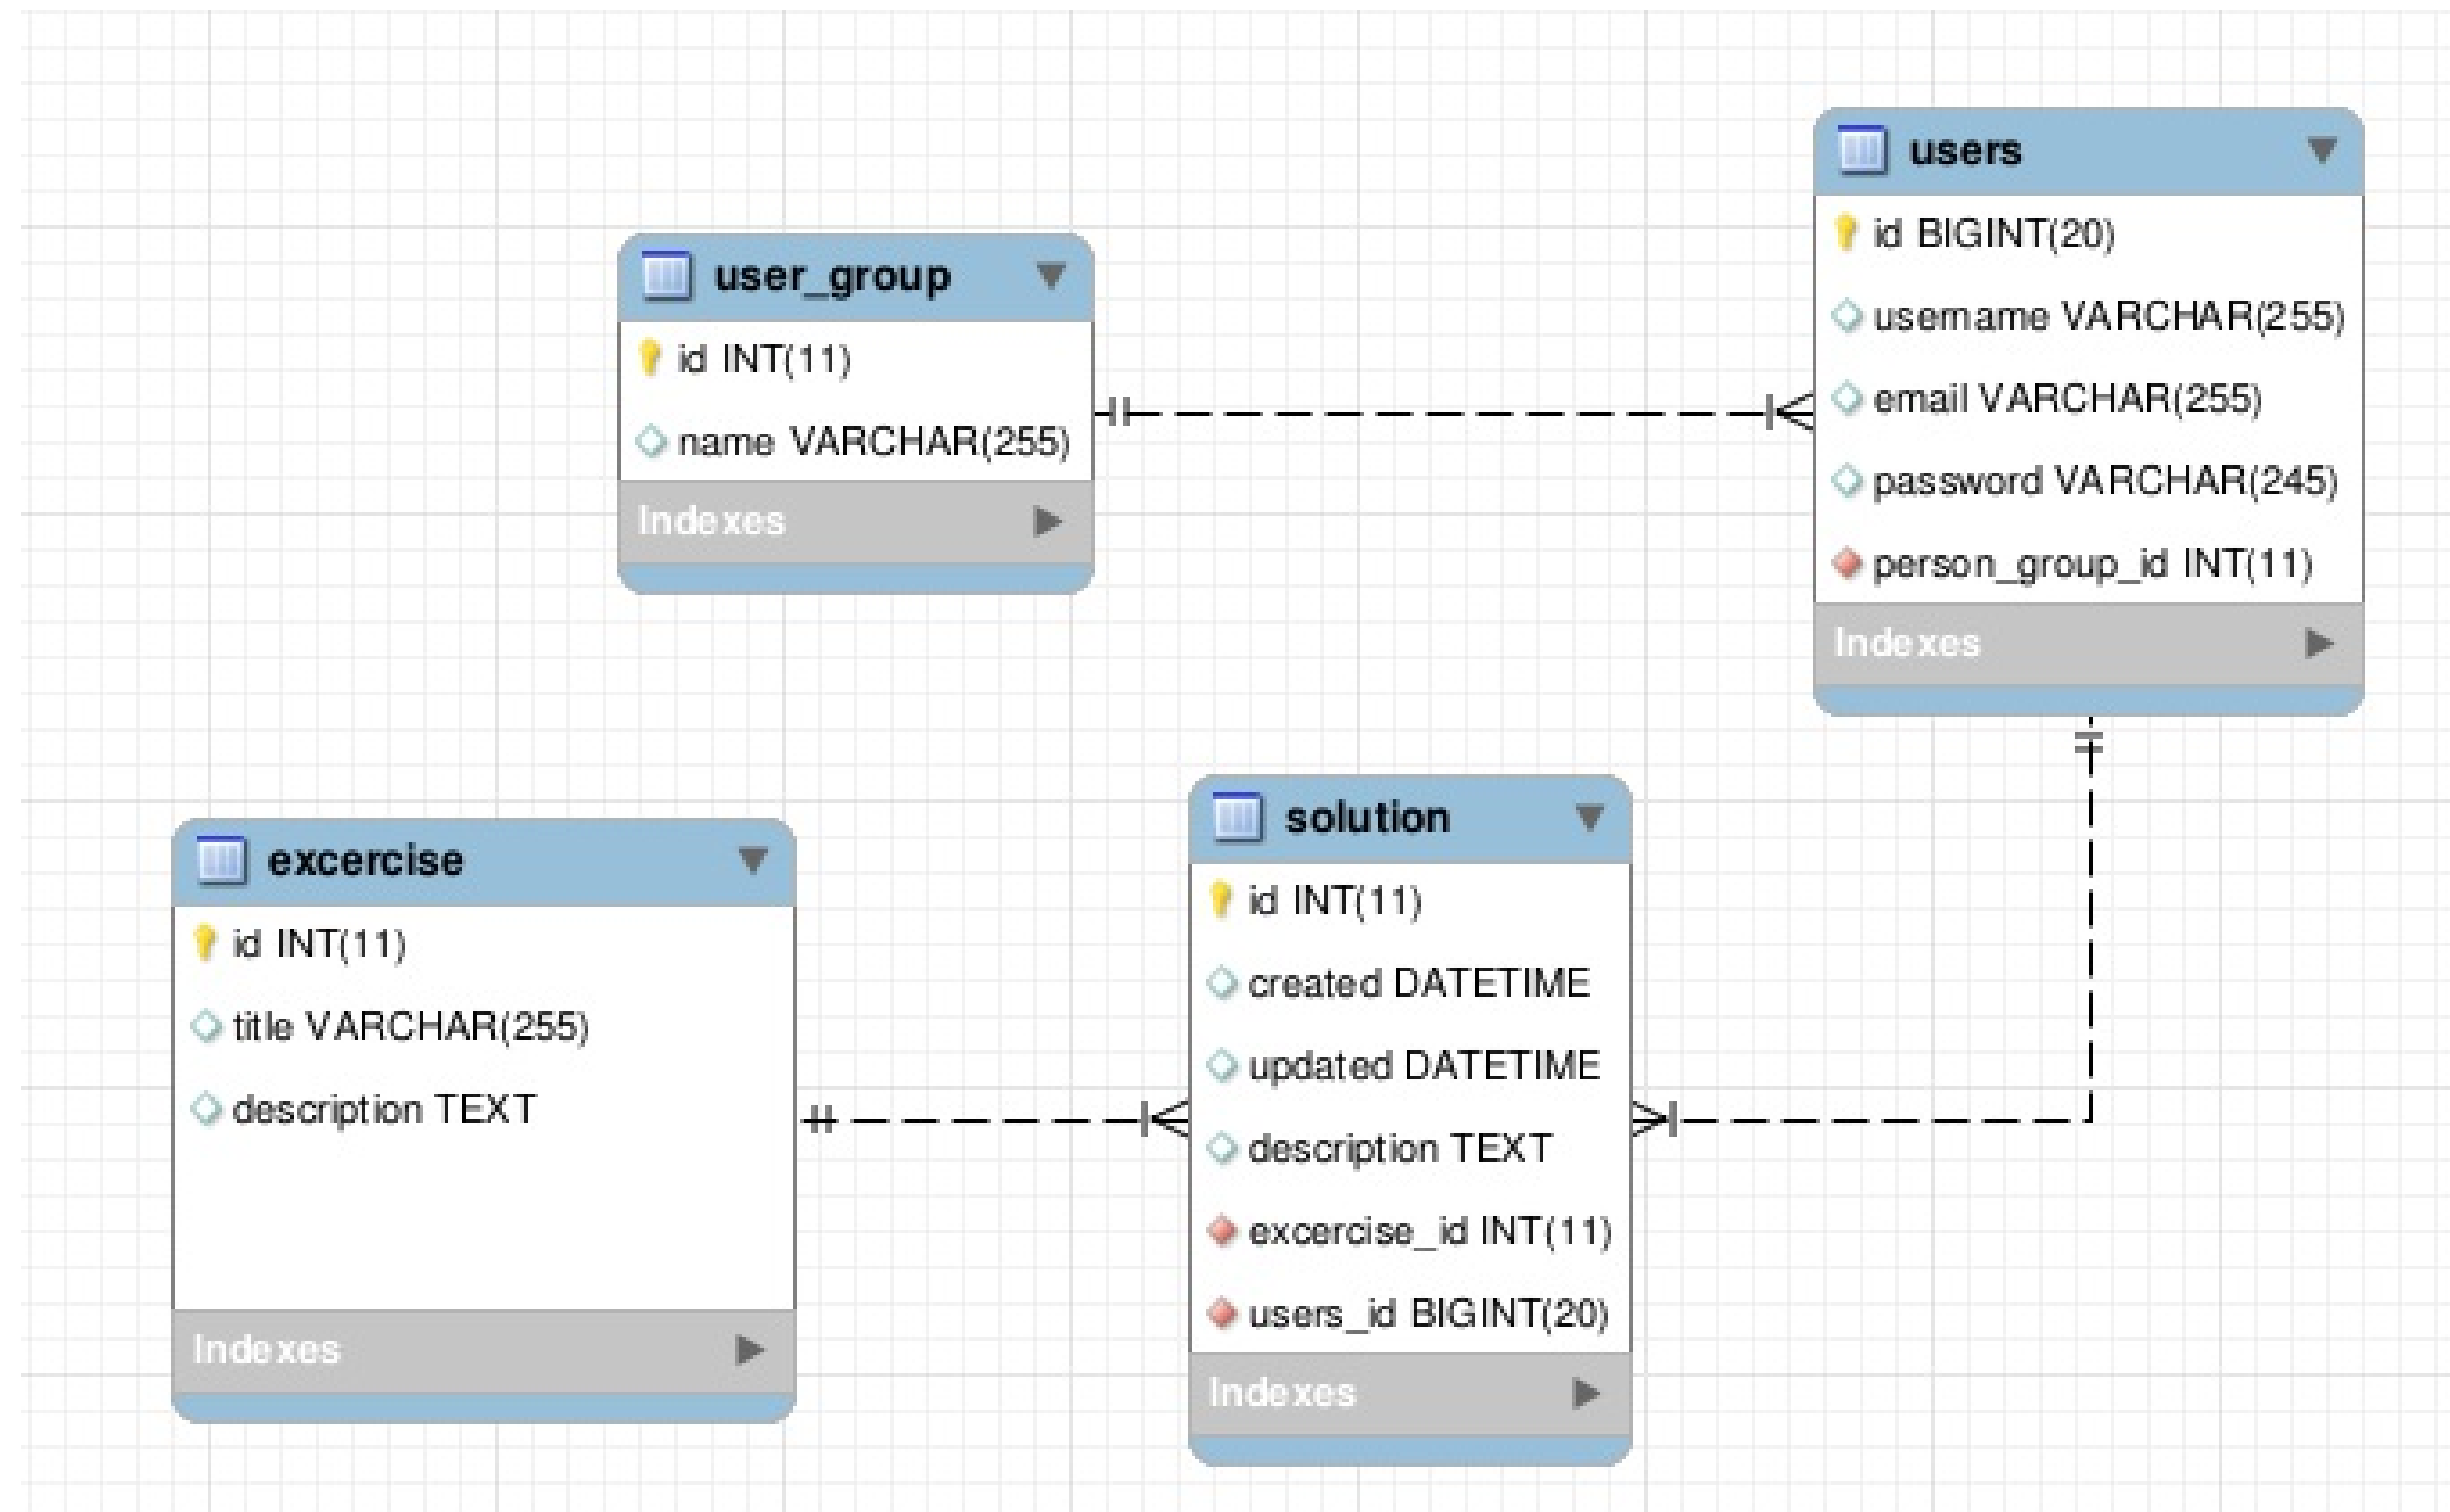 user_group
id INT(11)
name VARCHAR(255)
Indexes
users
id BIGINT(20)
username VARCHAR(255)
email VARCHAR(255)
password VARCHAR(245)
person_group_id INT(11)
Indexes
excercise
id INT(11)
title VARCHAR(255)
description TEXT
Indexes
solution
id INT(11)
created DATETIME
updated DATETIME
description TEXT
excercise_id INT(11)
users_id BIGINT(20)
Indexes